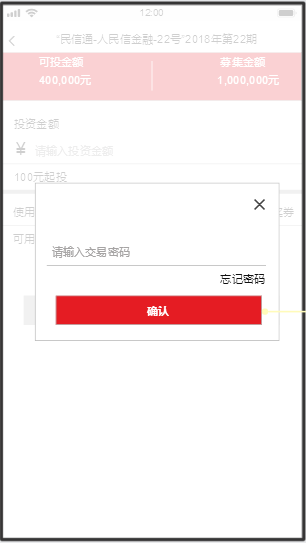 12:00
“民信通-人民信金融-22号”2018年第22期
可投金额
募集金额
400,000元
1,000,000元
投资金额
¥ 请输入投资金额
100元起投
使用
券
可用
请输入交易密码
忘记密码
确认